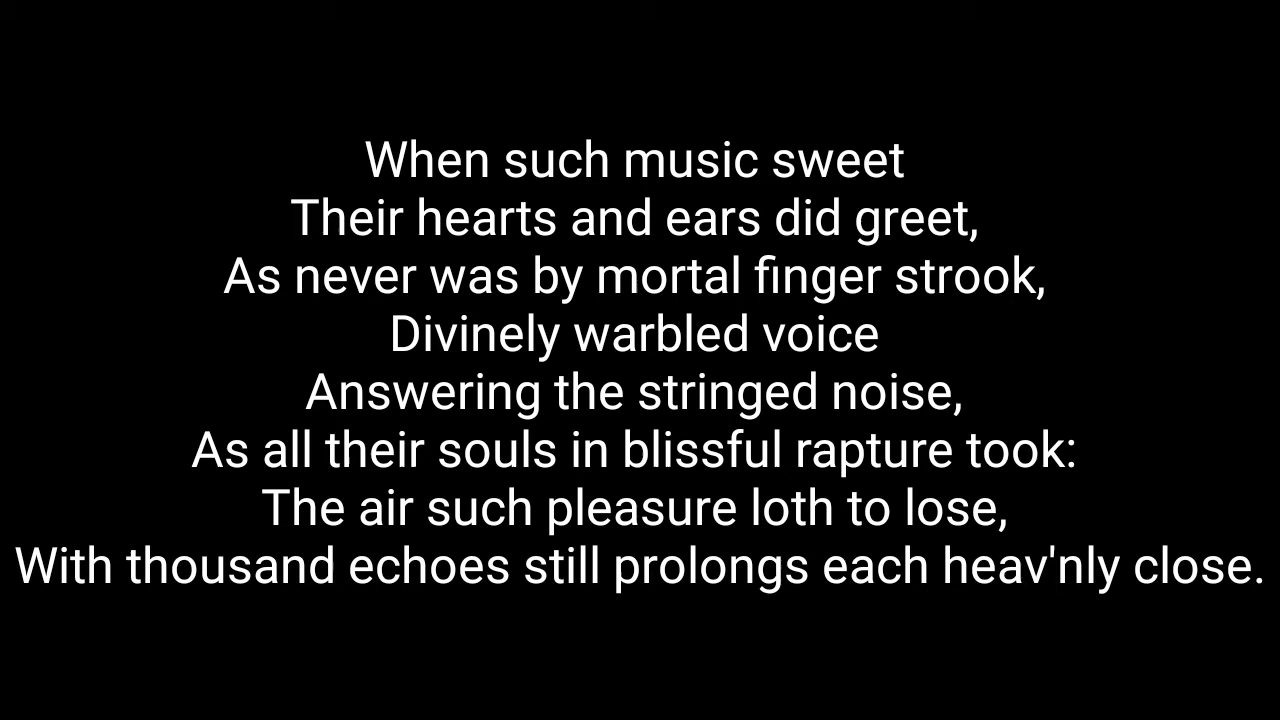 When such music sweet
Their hearts and ears did greet,
As never was by mortal finger strook,
Divinely warbled voice
Answering the stringed noise,
As all their souls in blissful rapture took:
The air such pleasure loth to lose,
With thousand echoes still prolongs each heav'nly close.